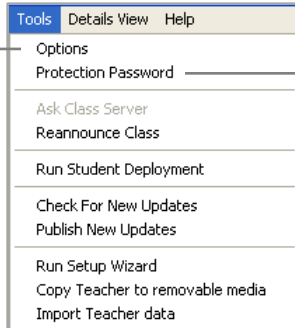 Tools Details View Help
Options
Protection Password
Ask Class Server
Reannounce Class
Run Student Deployment
Check For New Updates
Publish New Updates
Run Setup Wizard
Copy Teacher to removable media
Import Teacher data